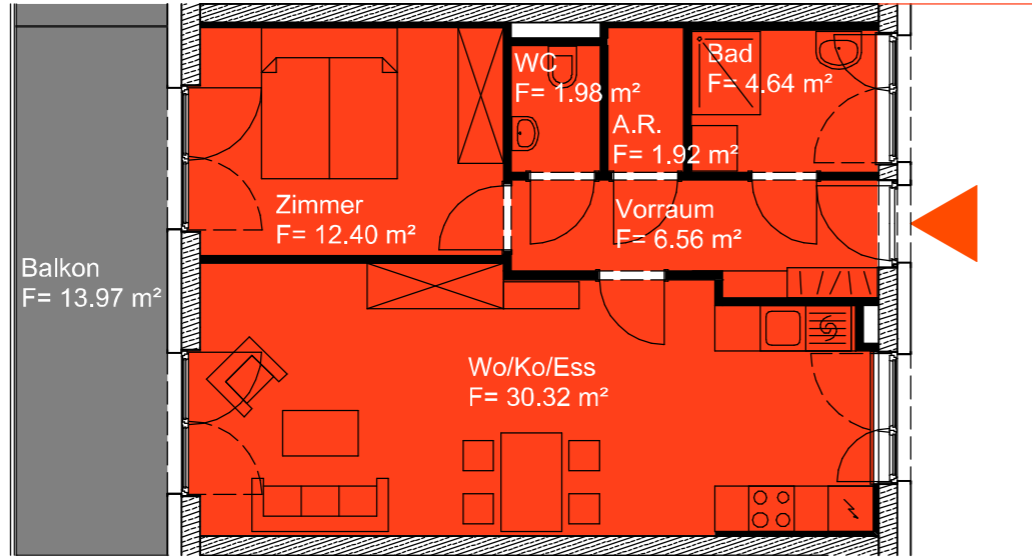 WC
F= 1.98 m²
Bad
F= 4.64 m²
A.R.
F= 1.92 m²
Zimmer
F= 12.40 m²
Vorraum
F= 6.56 m²
Balkon
F= 13.97 m²
Wo/Ko/Ess
F= 30.32 m²